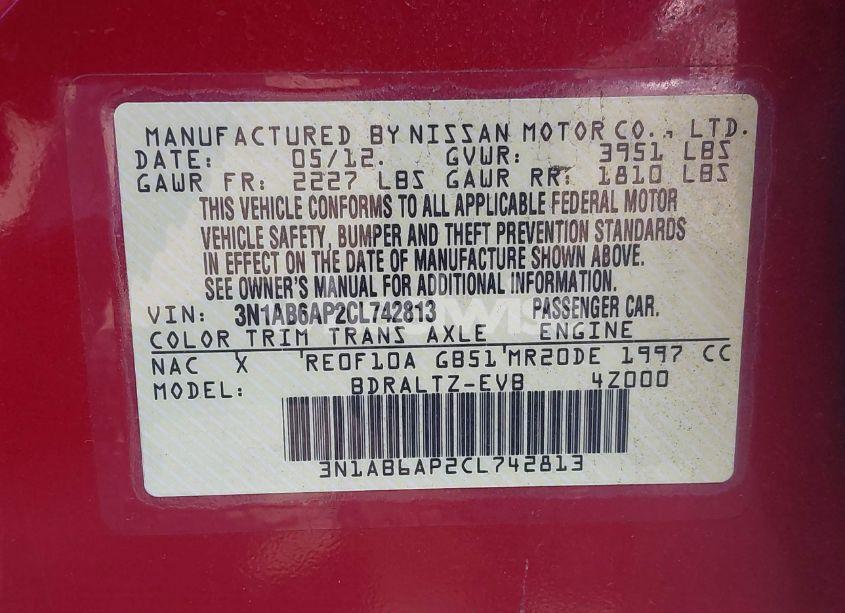 MANUFACTURED BY NISSAN MOTOR CO., LTD.
DATE: 05/12. GVWR: 3951 LBS
GAWR FR: 2227 LBS GAWR RR: 1810 LBS
THIS VEHICLE CONFORMS TO ALL APPLICABLE FEDERAL MOTOR
VEHICLE SAFETY, BUMPER AND THEFT PREVENTION STANDARDS
IN EFFECT ON THE DATE OF MANUFACTURE SHOWN ABOVE.
SEE OWNER'S MANUAL FOR ADDITIONAL INFORMATION.
VIN: 3N1AB6AP2CL742813 PASSENGER CAR.
COLOR TRIM TRANS AXLE ENGINE
NAC X RE0F10A GB51 MR20DE 1997 CC
MODEL: BDRALTZ-EVB 4Z000
3N1AB6AP2CL742813